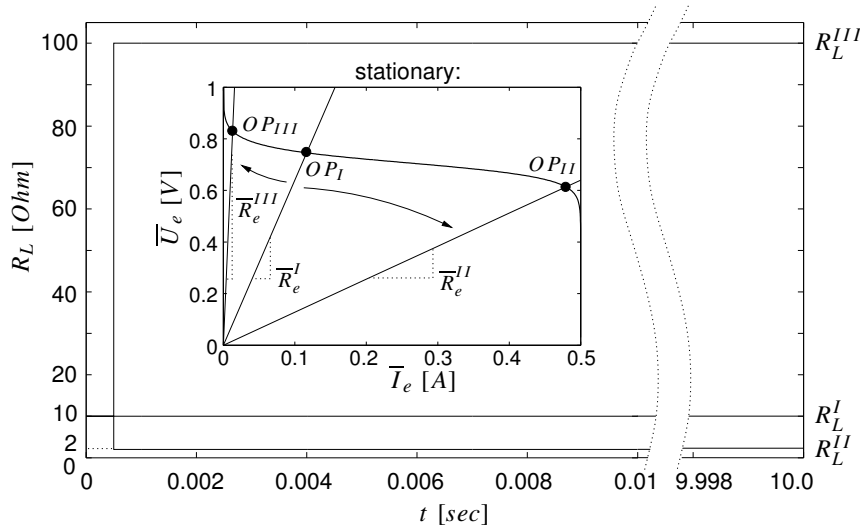 100
80
60
40
20
10
2
0
R_L [Ohm]
stationary:
1
0.8
0.6
0.4
0.2
0
U̅_e [V]
OP_III
OP_I
OP_II
R̅_e^III
R̅_e^I
R̅_e^II
0 0.1 0.2 0.3 0.4 0.5
I̅_e [A]
R_L^III
R_L^I
R_L^II
0 0.002 0.004 0.006 0.008 0.01 9.998 10.0
t [sec]